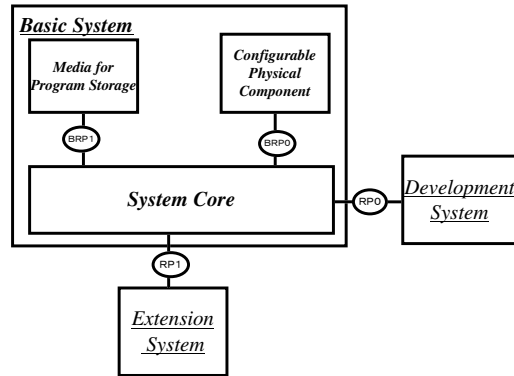 Basic System
Media for
Program Storage
Configurable
Physical
Component
BRP1
BRP0
System Core
RP0
Development
System
RP1
Extension
System